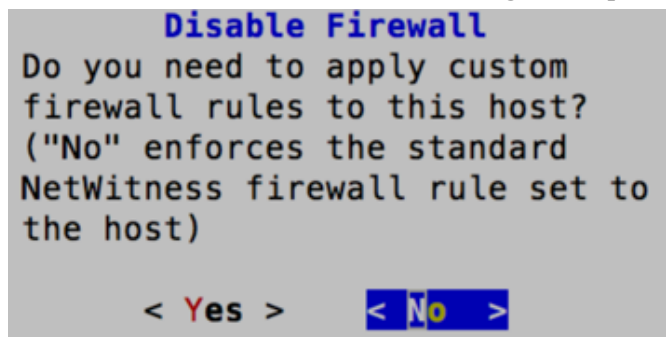 Disable Firewall
Do you need to apply custom
firewall rules to this host?
("No" enforces the standard
NetWitness firewall rule set to
the host)
< Yes > < No >